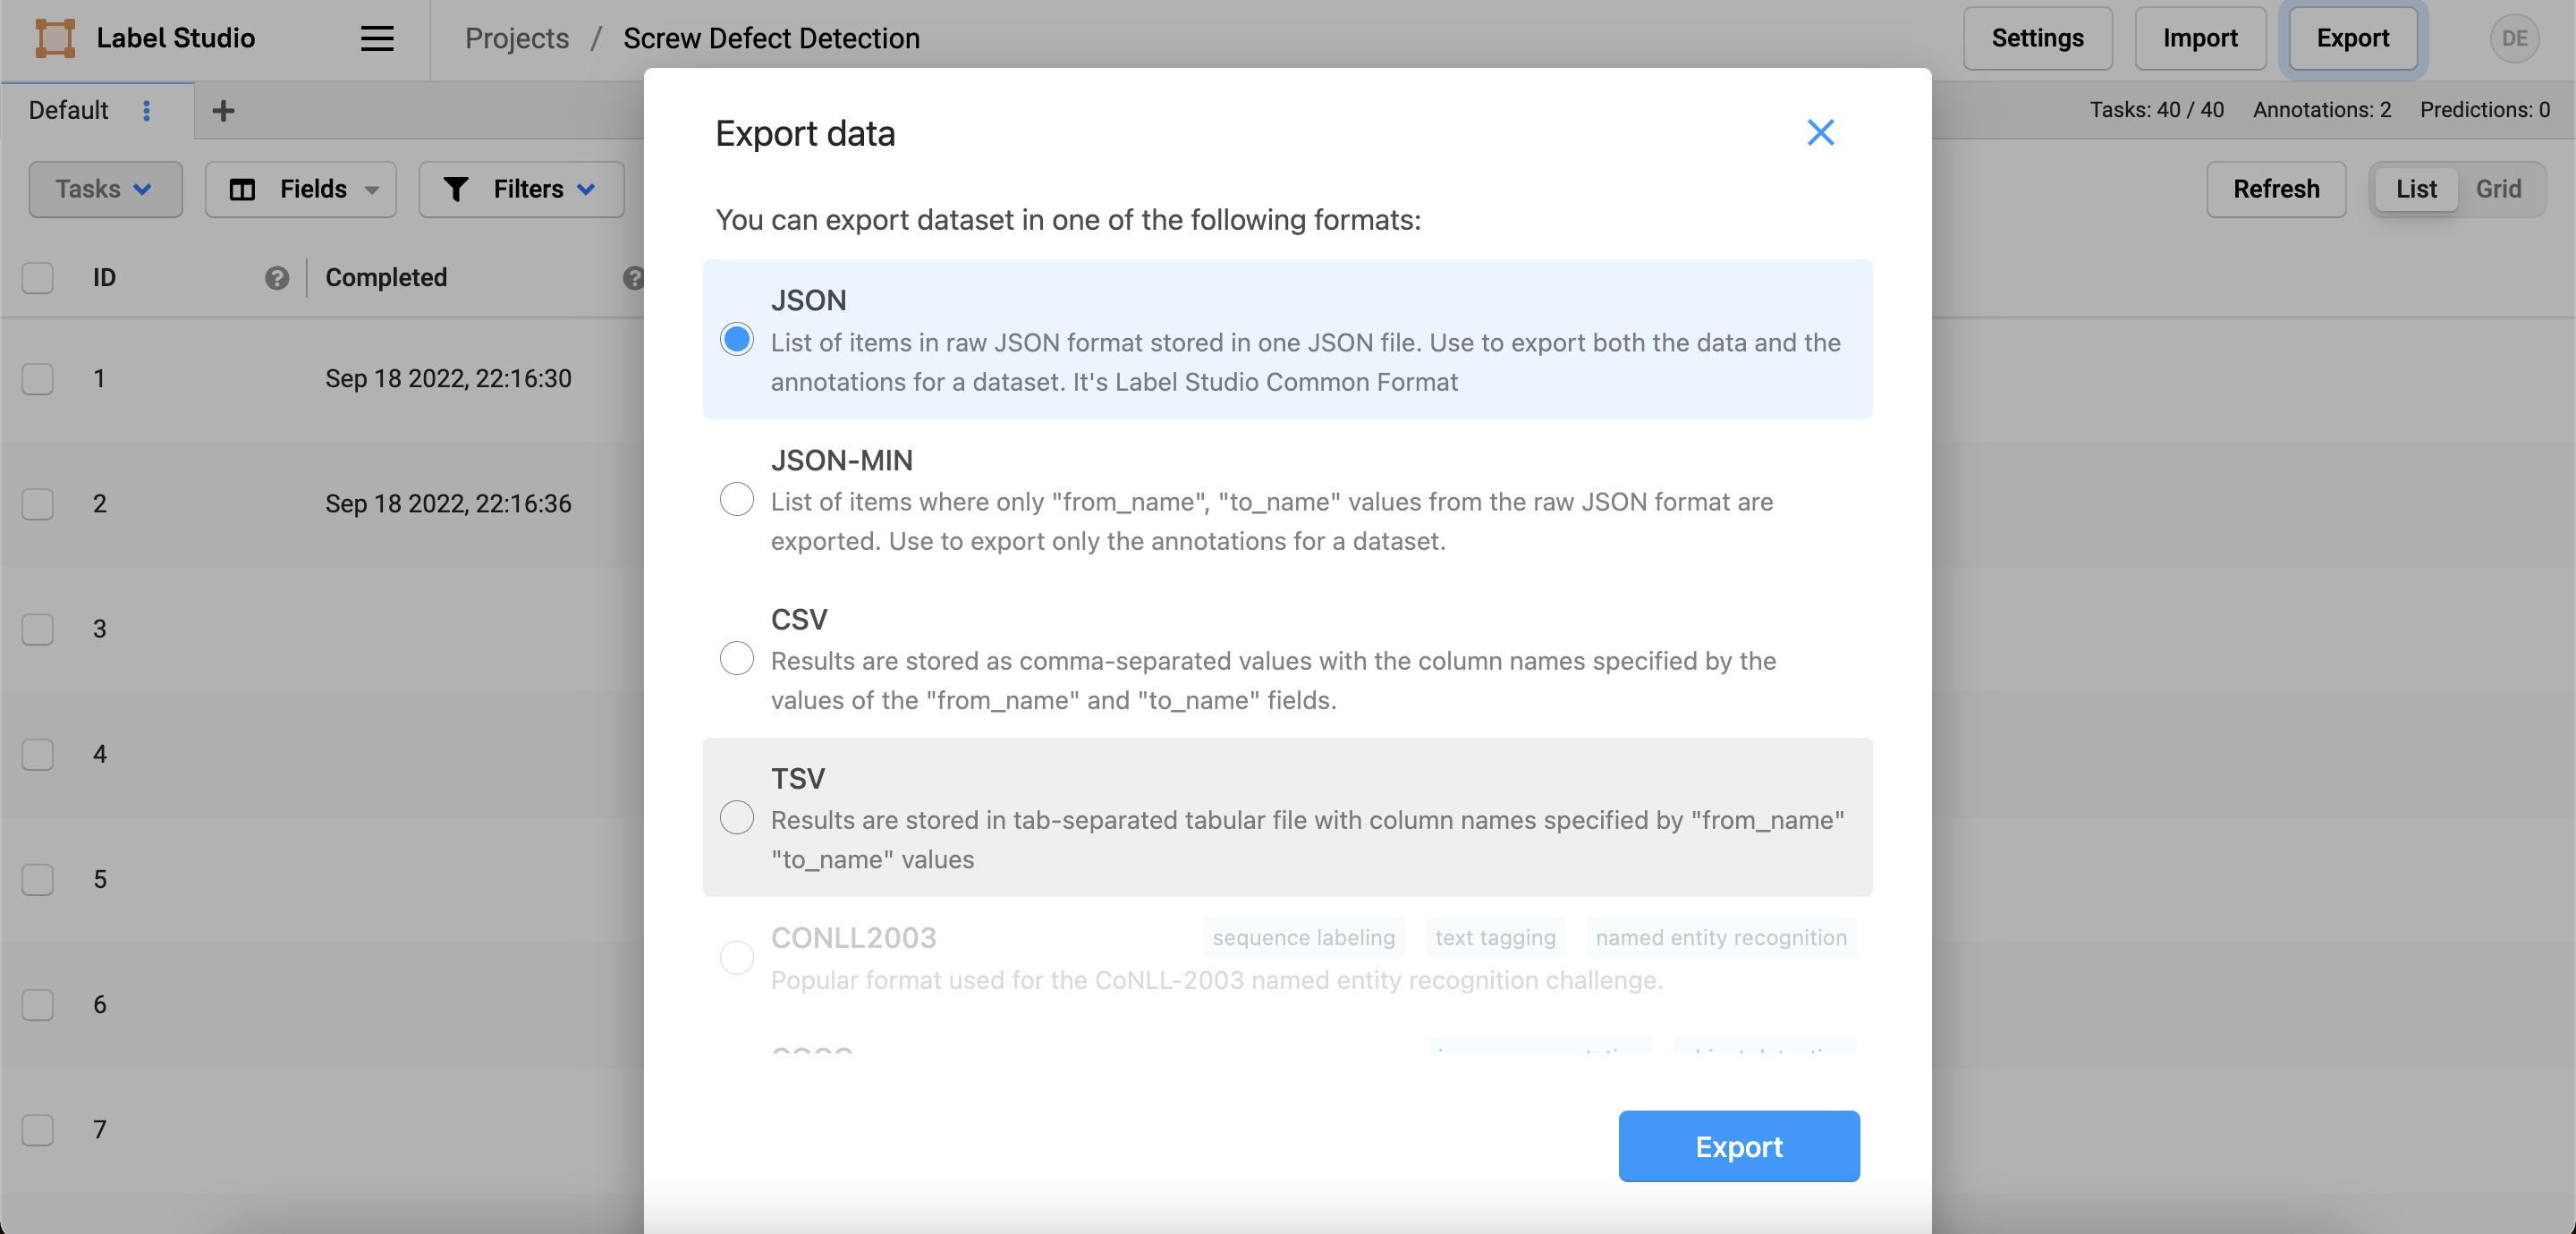 Label Studio
Projects / Screw Defect Detection
Settings
Import
Export
DE
Default
Tasks: 40 / 40
Annotations: 2
Predictions: 0
Tasks
Fields
Filters
Refresh
List
Grid
ID
Completed
1
Sep 18 2022, 22:16:30
2
Sep 18 2022, 22:16:36
3
4
5
6
7
Export data
You can export dataset in one of the following formats:
JSON
List of items in raw JSON format stored in one JSON file. Use to export both the data and the
annotations for a dataset. It's Label Studio Common Format
JSON-MIN
List of items where only "from_name", "to_name" values from the raw JSON format are
exported. Use to export only the annotations for a dataset.
CSV
Results are stored as comma-separated values with the column names specified by the
values of the "from_name" and "to_name" fields.
TSV
Results are stored in tab-separated tabular file with column names specified by "from_name"
"to_name" values
CONLL2003
sequence labeling
text tagging
named entity recognition
Popular format used for the CoNLL-2003 named entity recognition challenge.
Export